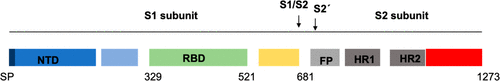 S1 subunit S1/S2 S2´ S2 subunit
NTD RBD FP HR1 HR2
SP 329 521 681 1273